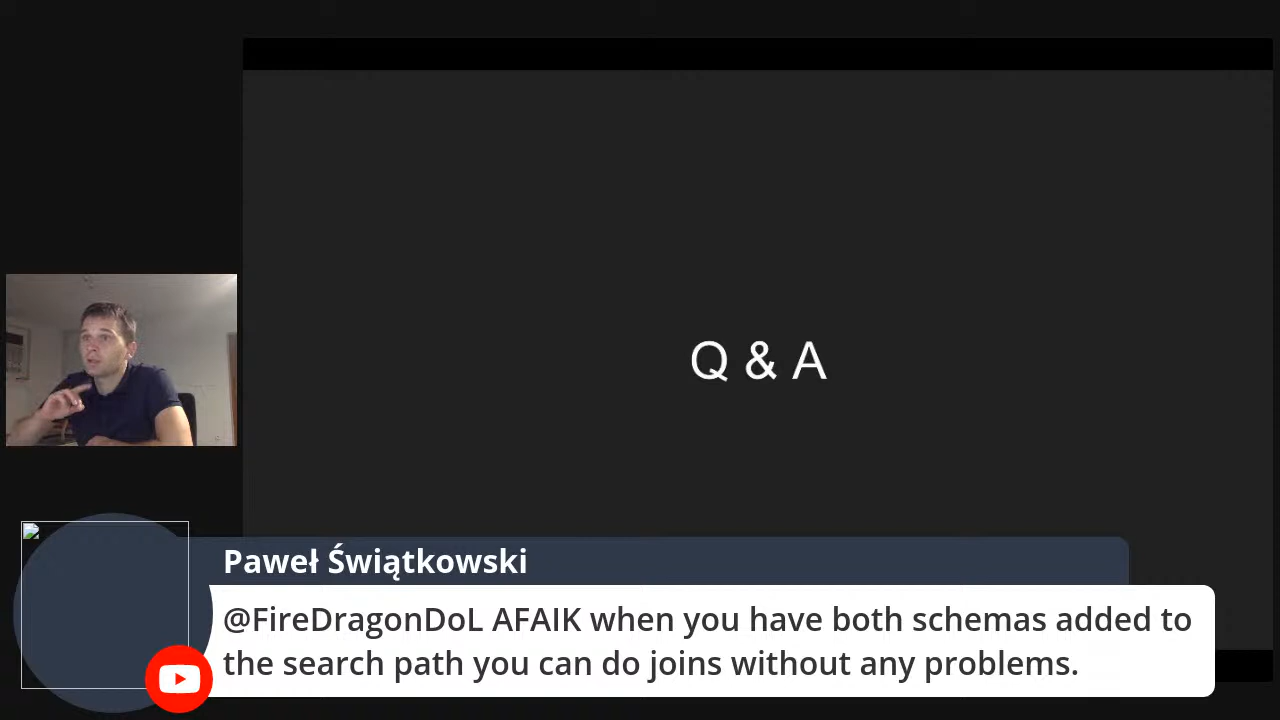 Q & A
Paweł Świątkowski
@FireDragonDoL AFAIK when you have both schemas added to
the search path you can do joins without any problems.